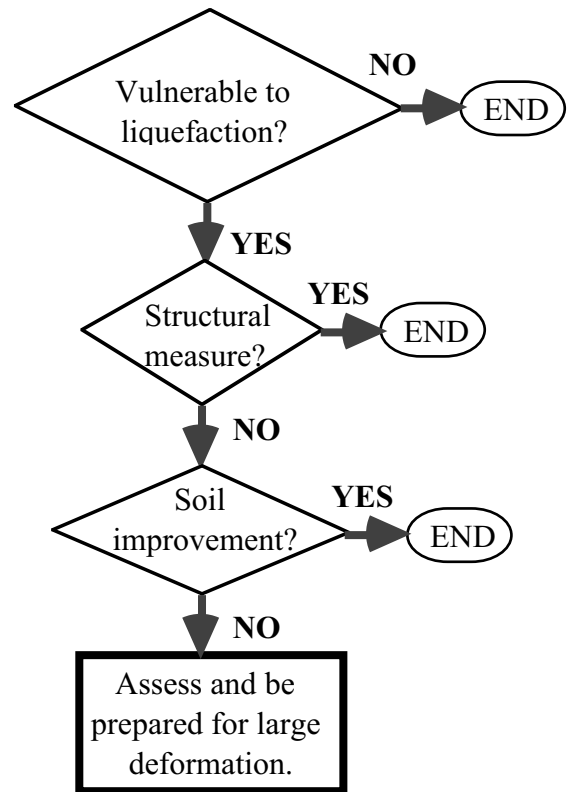 Vulnerable to
liquefaction?
NO
END
YES
Structural
measure?
YES
END
NO
Soil
improvement?
YES
END
NO
Assess and be
prepared for large
deformation.